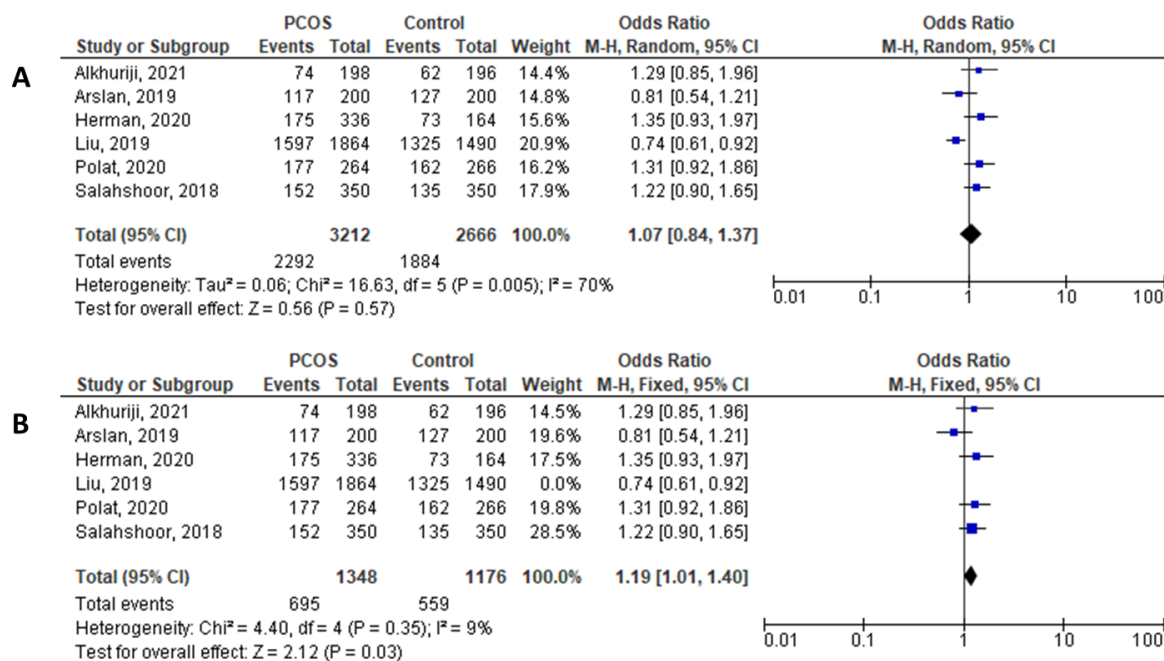 A
PCOS Control Odds Ratio Odds Ratio
Study or Subgroup Events Total Events Total Weight M-H, Random, 95% CI M-H, Random, 95% CI
Alkhuriji, 2021 74 198 62 196 14.4% 1.29 [0.85, 1.96]
Arslan, 2019 117 200 127 200 14.8% 0.81 [0.54, 1.21]
Herman, 2020 175 336 73 164 15.6% 1.35 [0.93, 1.97]
Liu, 2019 1597 1864 1325 1490 20.9% 0.74 [0.61, 0.92]
Polat, 2020 177 264 162 266 16.2% 1.31 [0.92, 1.86]
Salahshoor, 2018 152 350 135 350 17.9% 1.22 [0.90, 1.65]
Total (95% CI) 3212 2666 100.0% 1.07 [0.84, 1.37]
Total events 2292 1884
Heterogeneity: Tau² = 0.06; Chi² = 16.63, df = 5 (P = 0.005); I² = 70%
Test for overall effect: Z = 0.56 (P = 0.57)
0.01 0.1 1 10 100
B
PCOS Control Odds Ratio Odds Ratio
Study or Subgroup Events Total Events Total Weight M-H, Fixed, 95% CI M-H, Fixed, 95% CI
Alkhuriji, 2021 74 198 62 196 14.5% 1.29 [0.85, 1.96]
Arslan, 2019 117 200 127 200 19.6% 0.81 [0.54, 1.21]
Herman, 2020 175 336 73 164 17.5% 1.35 [0.93, 1.97]
Liu, 2019 1597 1864 1325 1490 0.0% 0.74 [0.61, 0.92]
Polat, 2020 177 264 162 266 19.8% 1.31 [0.92, 1.86]
Salahshoor, 2018 152 350 135 350 28.5% 1.22 [0.90, 1.65]
Total (95% CI) 1348 1176 100.0% 1.19 [1.01, 1.40]
Total events 695 559
Heterogeneity: Chi² = 4.40, df = 4 (P = 0.35); I² = 9%
Test for overall effect: Z = 2.12 (P = 0.03)
0.01 0.1 1 10 100